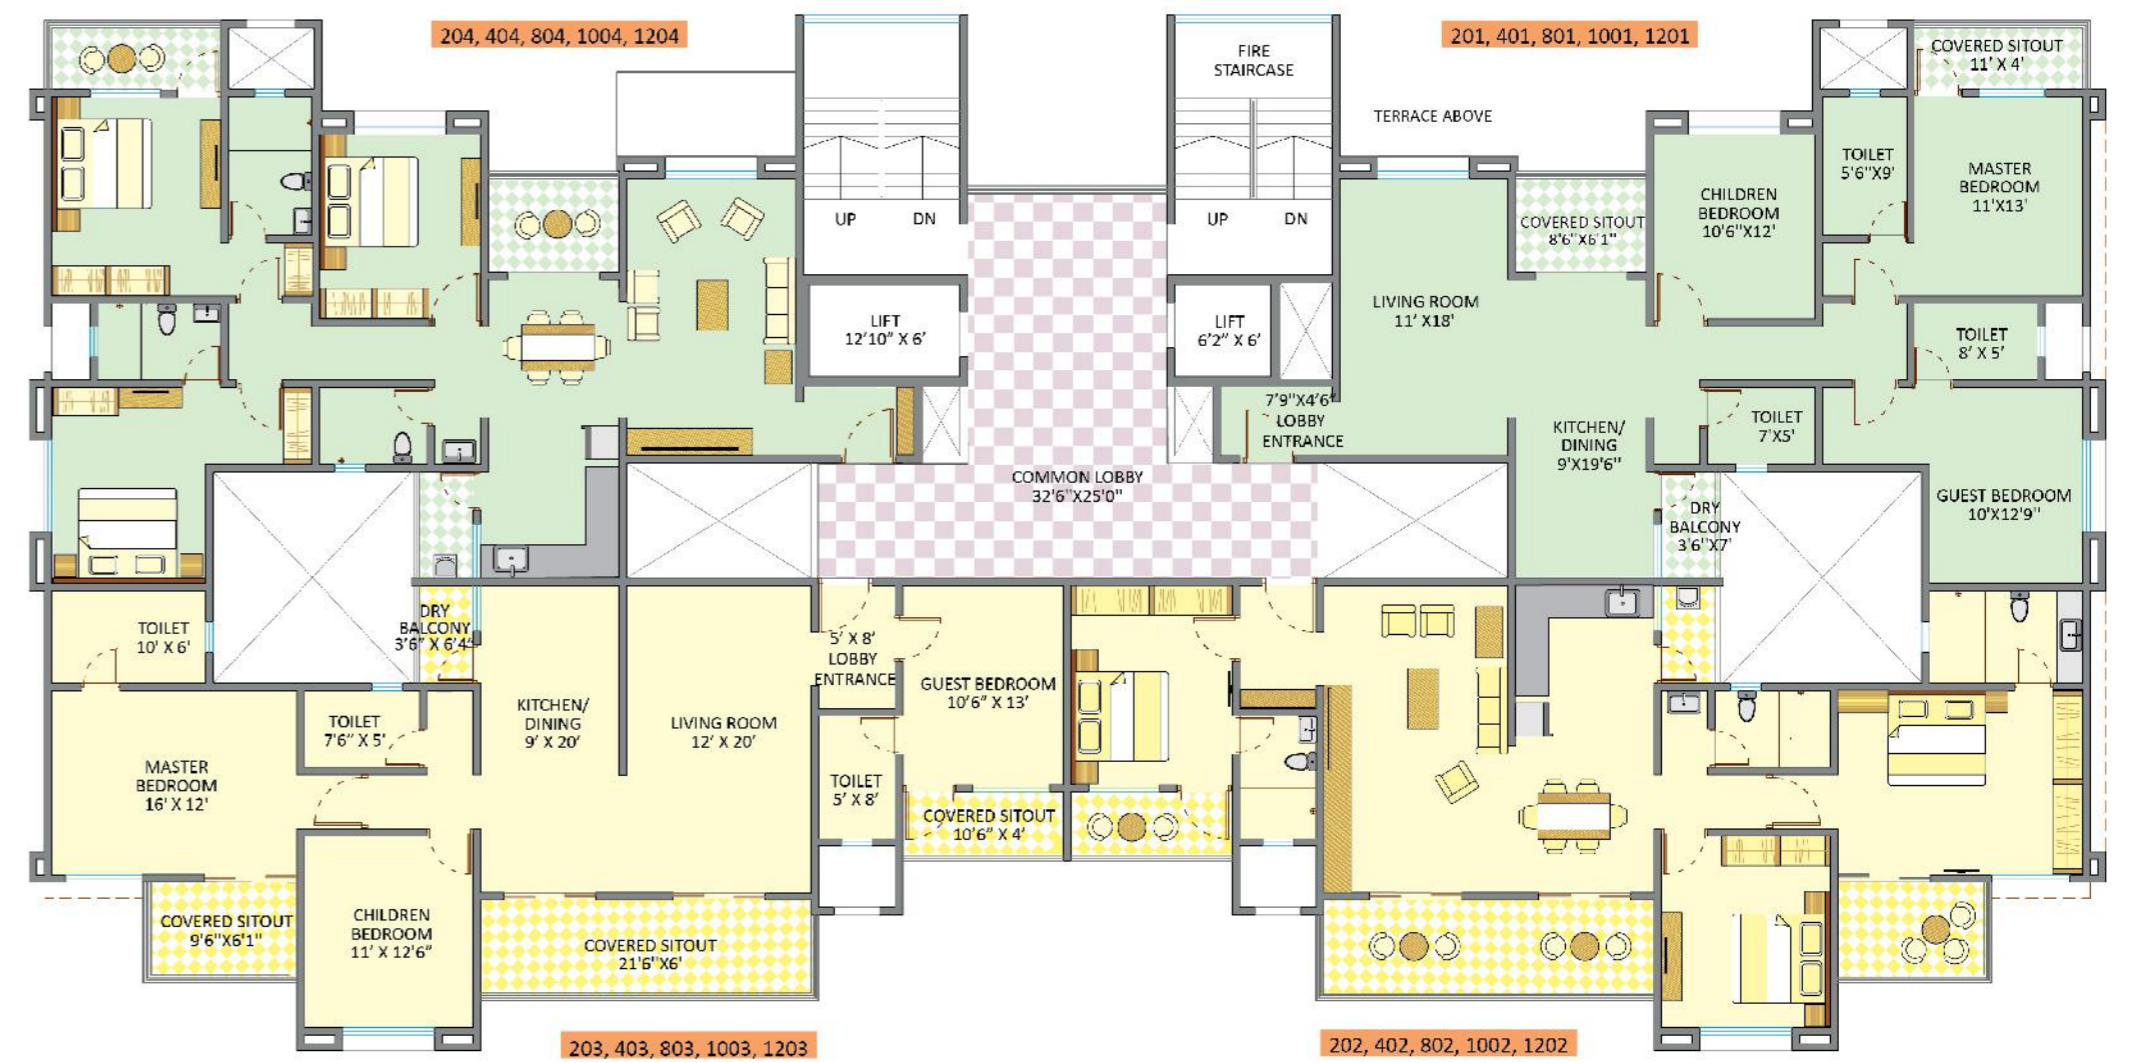 204, 404, 804, 1004, 1204
201, 401, 801, 1001, 1201
FIRE
STAIRCASE
TERRACE ABOVE
COVERED SITOUT
11' X 4'
TOILET
5'6"X9'
MASTER
BEDROOM
11'X13'
CHILDREN
BEDROOM
10'6"X12'
COVERED SITOUT
8'6"X6'1"
UP
DN
UP
DN
LIVING ROOM
11' X18'
LIFT
12'10" X 6'
LIFT
6'2" X 6'
TOILET
8' X 5'
7'9"X4'6"
LOBBY
ENTRANCE
KITCHEN/
DINING
9'X19'6"
TOILET
7'X5'
COMMON LOBBY
32'6"X25'0"
GUEST BEDROOM
10'X12'9"
DRY
BALCONY
3'6"X7'
TOILET
10' X 6'
DRY
BALCONY
3'6" X 6'4"
5' X 8'
LOBBY
ENTRANCE
GUEST BEDROOM
10'6" X 13'
KITCHEN/
DINING
9' X 20'
LIVING ROOM
12' X 20'
TOILET
7'6" X 5'
MASTER
BEDROOM
16' X 12'
TOILET
5' X 8'
COVERED SITOUT
10'6" X 4'
COVERED SITOUT
9'6"X6'1"
CHILDREN
BEDROOM
11' X 12'6"
COVERED SITOUT
21'6"X6'
203, 403, 803, 1003, 1203
202, 402, 802, 1002, 1202